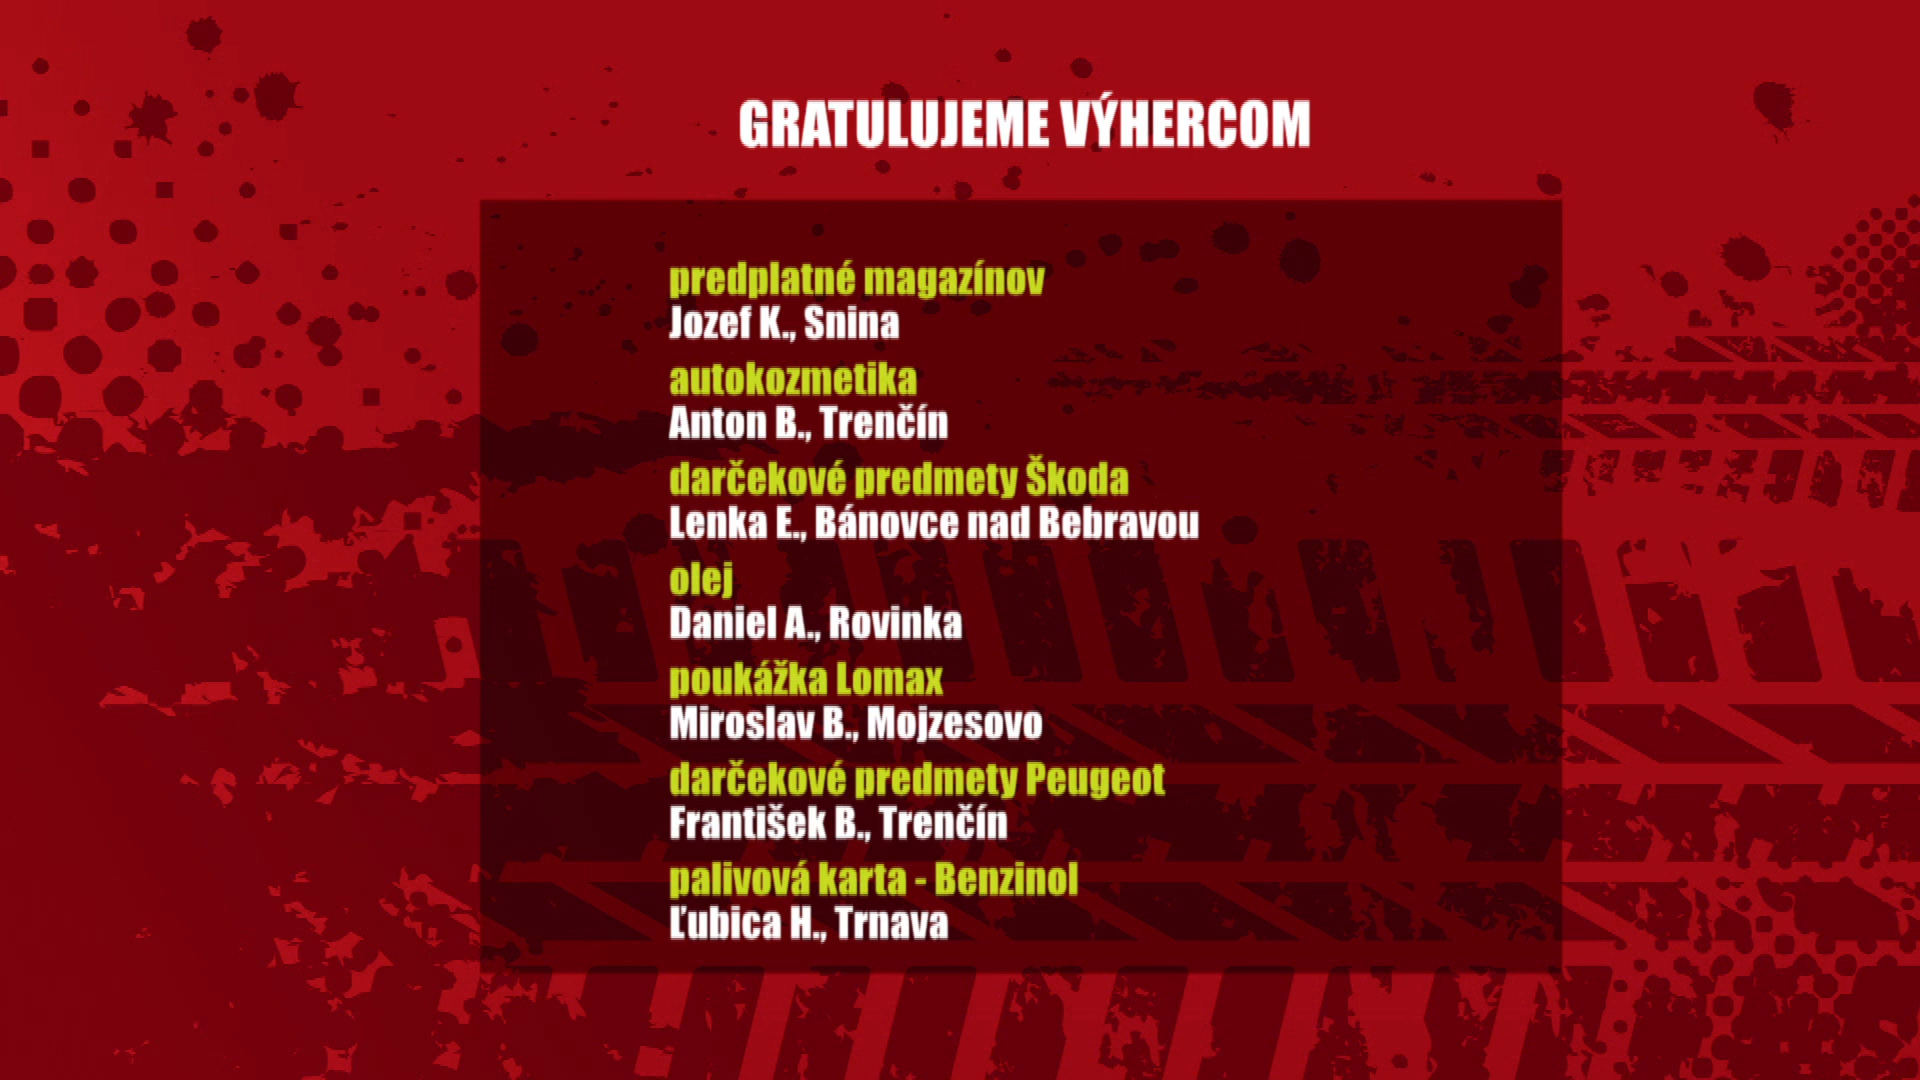 GRATULUJEME VÝHERCOM
predplatné magazínov
Jozef K., Snina
autokozmetika
Anton B., Trenčín
darčekové predmety Škoda
Lenka E., Bánovce nad Bebravou
olej
Daniel A., Rovinka
poukážka Lomax
Miroslav B., Mojzesovo
darčekové predmety Peugeot
František B., Trenčín
palivová karta - Benzinol
Ľubica H., Trnava